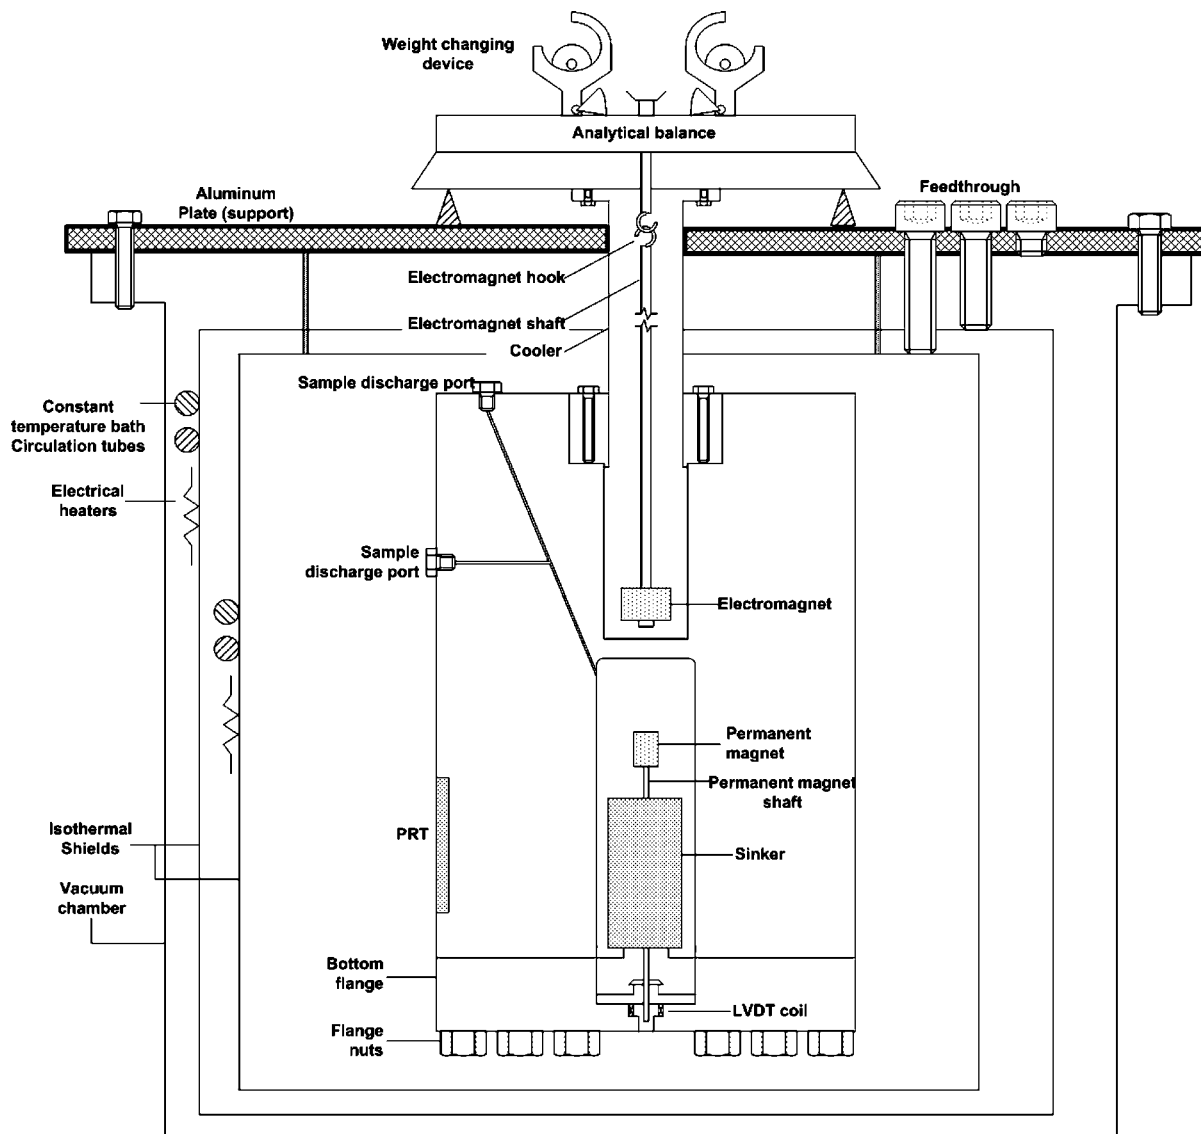 Weight changing
device
Analytical balance
Aluminum
Plate (support)
Feedthrough
Electromagnet hook
Electromagnet shaft
Cooler
Sample discharge port
Constant
temperature bath
Circulation tubes
Electrical
heaters
Sample
discharge port
Electromagnet
Permanent
magnet
Permanent magnet
shaft
PRT
Isothermal
Shields
Sinker
Vacuum
chamber
Bottom
flange
LVDT coil
Flange
nuts